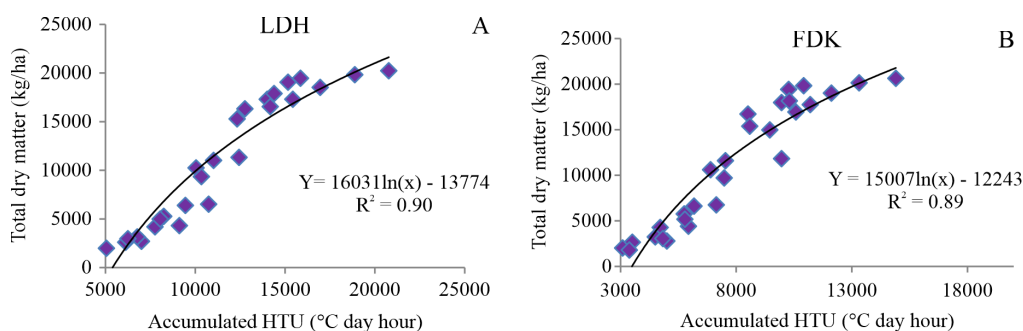 LDH
A
Total dry matter (kg/ha)
25000
20000
15000
10000
5000
0
Y= 16031ln(x) - 13774
R² = 0.90
5000 10000 15000 20000 25000
Accumulated HTU (°C day hour)
FDK
B
Total dry matter (kg/ha)
25000
20000
15000
10000
5000
0
Y = 15007ln(x) - 12243
R² = 0.89
3000 8000 13000 18000
Accumulated HTU (°C day hour)